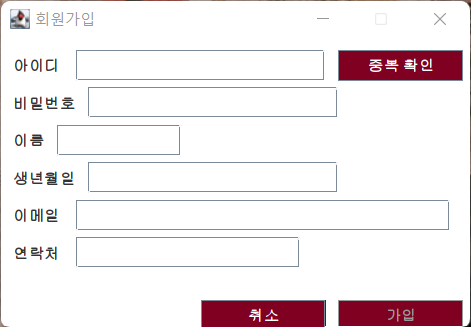 회원가입
아이디 중복 확인
비밀번호
이름
생년월일
이메일
연락처
취소 가입